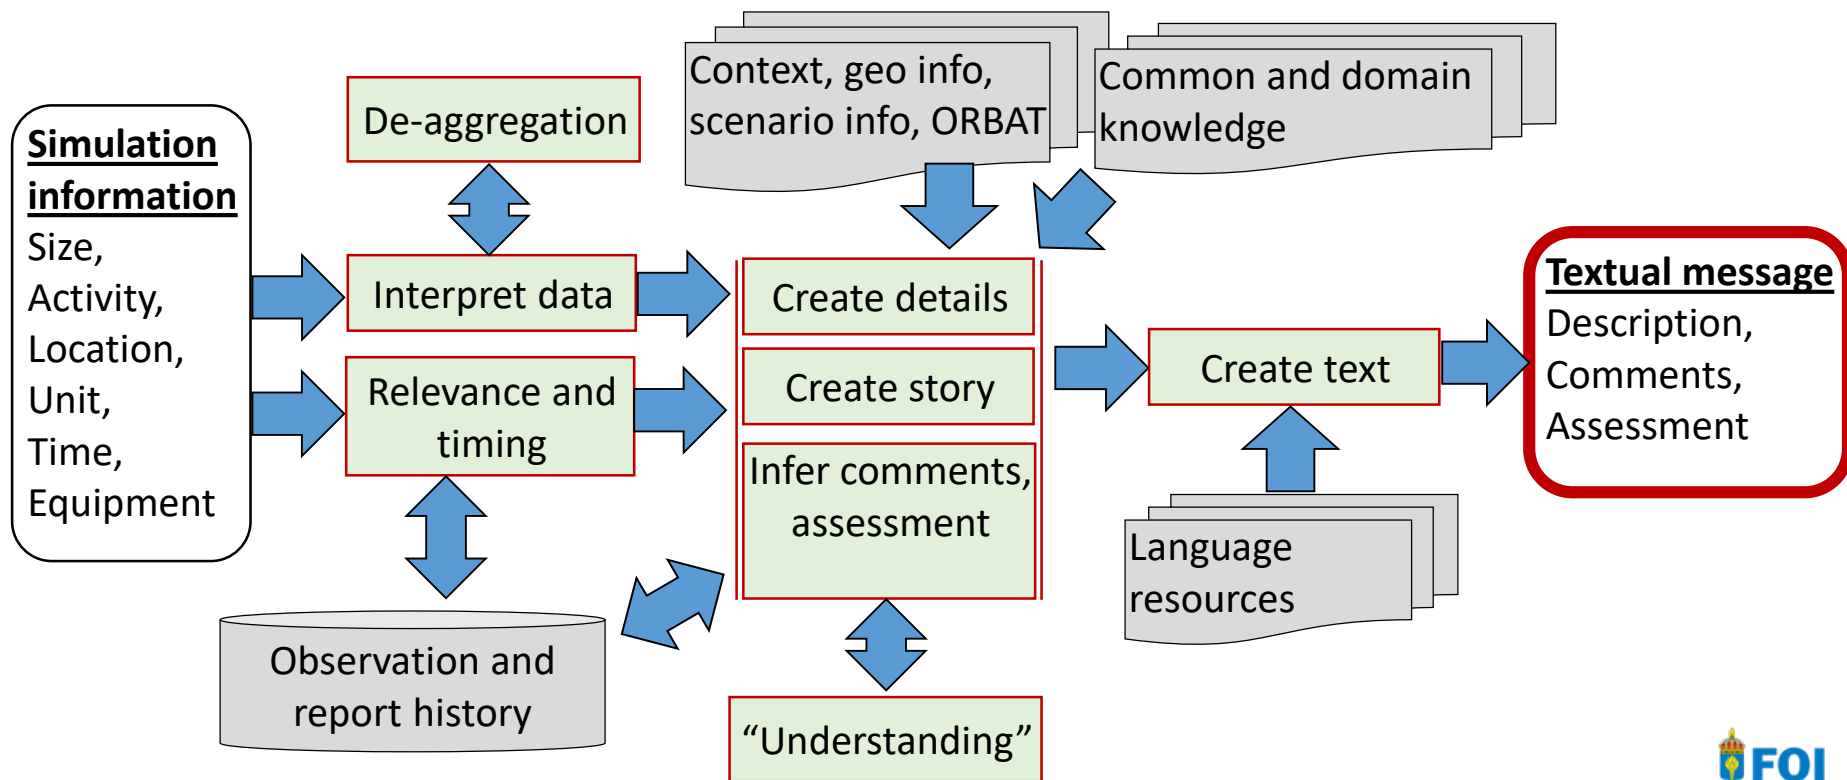 Simulation
information
Size,
Activity,
Location,
Unit,
Time,
Equipment
De-aggregation
Interpret data
Relevance and
timing
Observation and
report history
Context, geo info,
scenario info, ORBAT
Common and domain
knowledge
Create details
Create story
Infer comments,
assessment
“Understanding”
Create text
Language
resources
Textual message
Description,
Comments,
Assessment
FOI